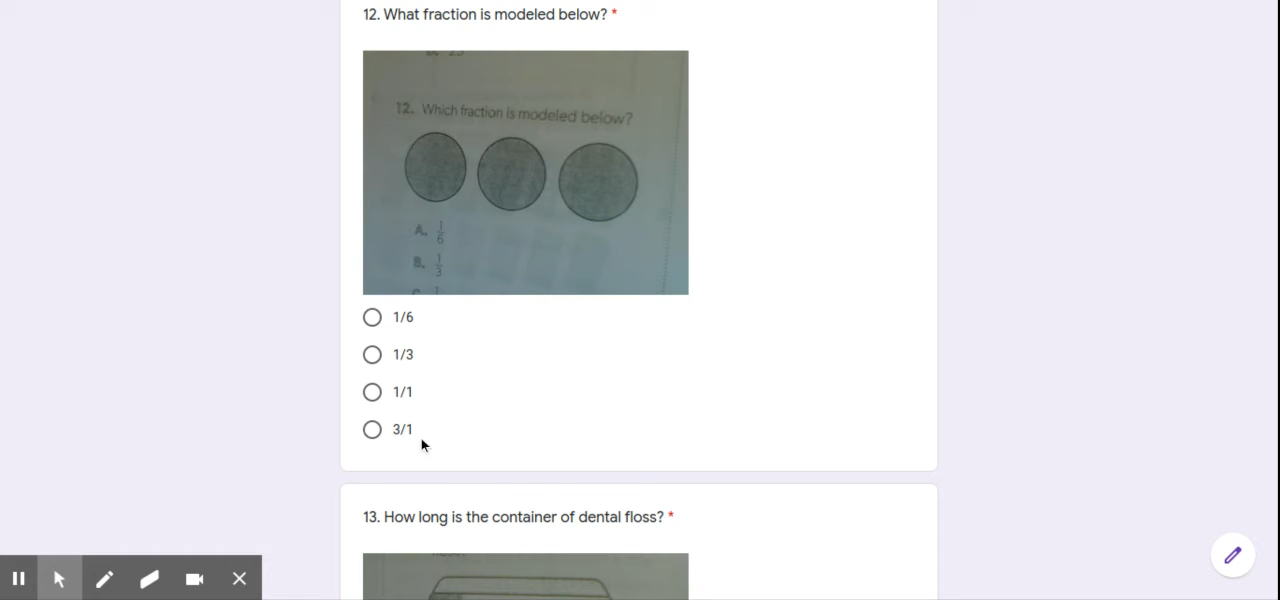 12. What fraction is modeled below? *
12. Which fraction is modeled below?
A. 1/6
B. 1/3
1/6
1/3
1/1
3/1
13. How long is the container of dental floss? *